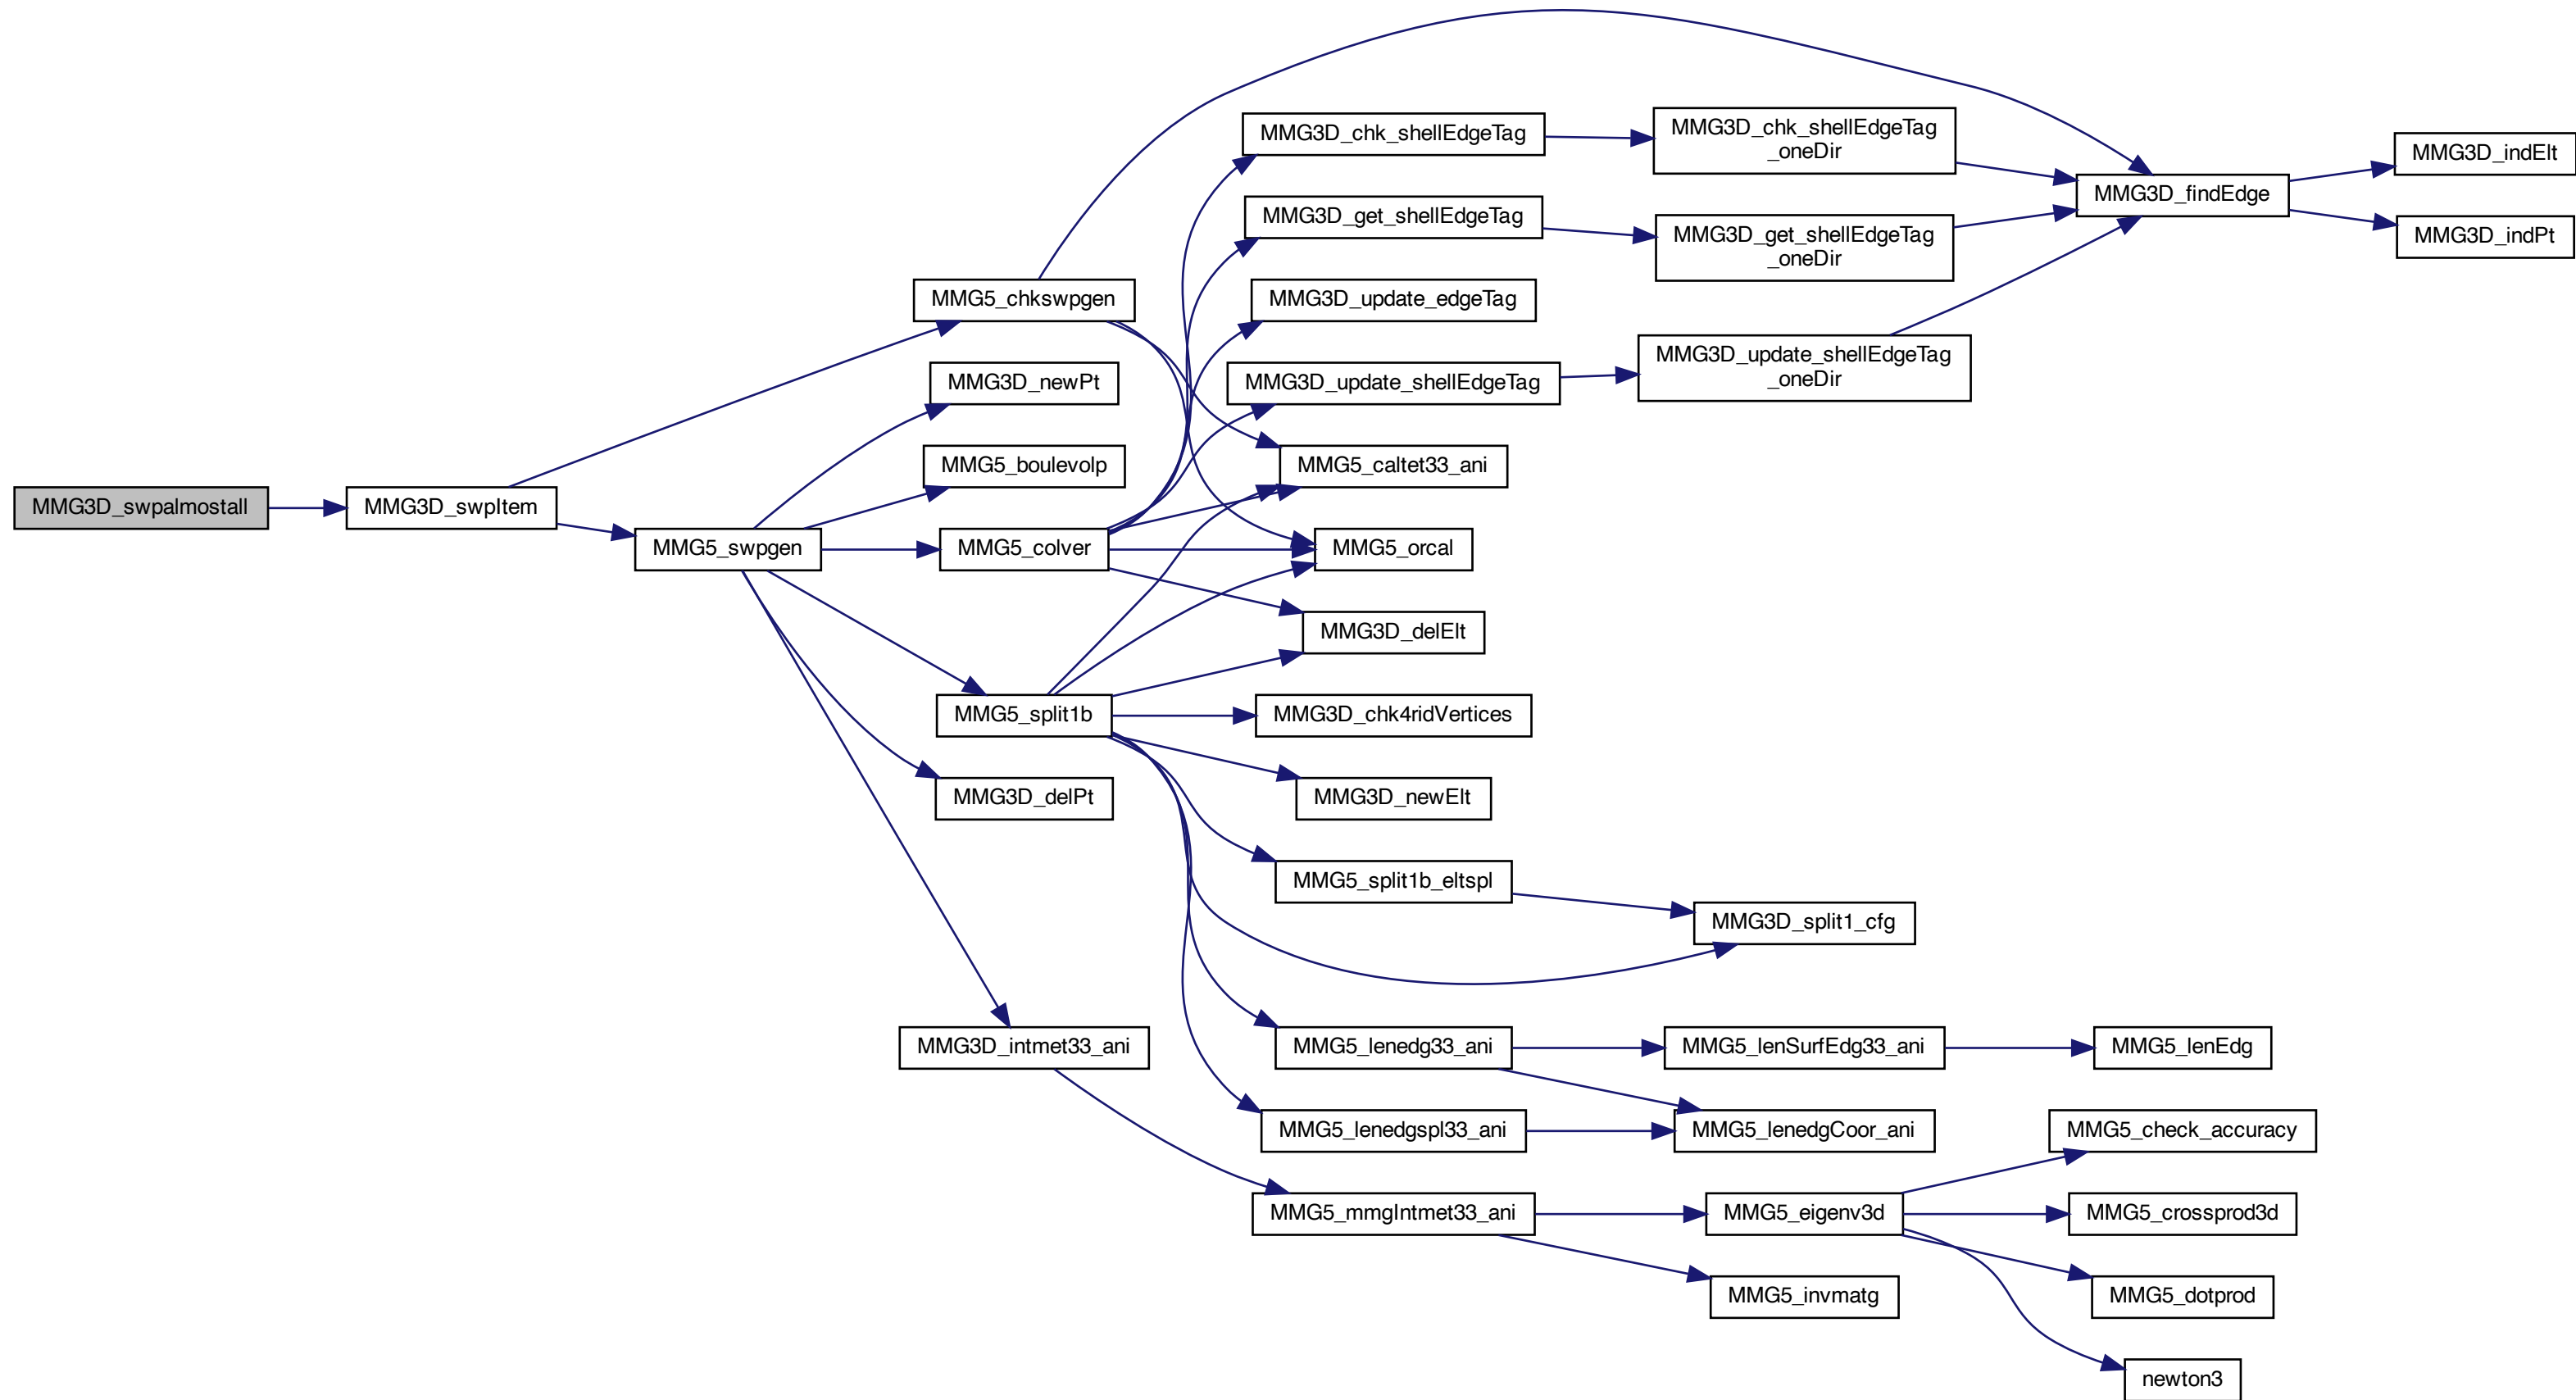 MMG3D_swpalmostall
MMG3D_swpItem
MMG5_chkswpgen
MMG5_swpgen
MMG3D_newPt
MMG5_boulevolp
MMG5_colver
MMG5_split1b
MMG3D_delPt
MMG3D_intmet33_ani
MMG3D_chk_shellEdgeTag
MMG3D_get_shellEdgeTag
MMG3D_update_edgeTag
MMG3D_update_shellEdgeTag
MMG5_caltet33_ani
MMG5_orcal
MMG3D_delElt
MMG3D_chk4ridVertices
MMG3D_newElt
MMG5_split1b_eltspl
MMG5_lenedg33_ani
MMG5_lenedgspl33_ani
MMG5_mmgIntmet33_ani
MMG3D_chk_shellEdgeTag
_oneDir
MMG3D_get_shellEdgeTag
_oneDir
MMG3D_update_shellEdgeTag
_oneDir
MMG3D_split1_cfg
MMG5_lenSurfEdg33_ani
MMG5_lenedgCoor_ani
MMG5_eigenv3d
MMG5_invmatg
MMG3D_findEdge
MMG5_lenEdg
MMG5_check_accuracy
MMG5_crossprod3d
MMG5_dotprod
newton3
MMG3D_indElt
MMG3D_indPt